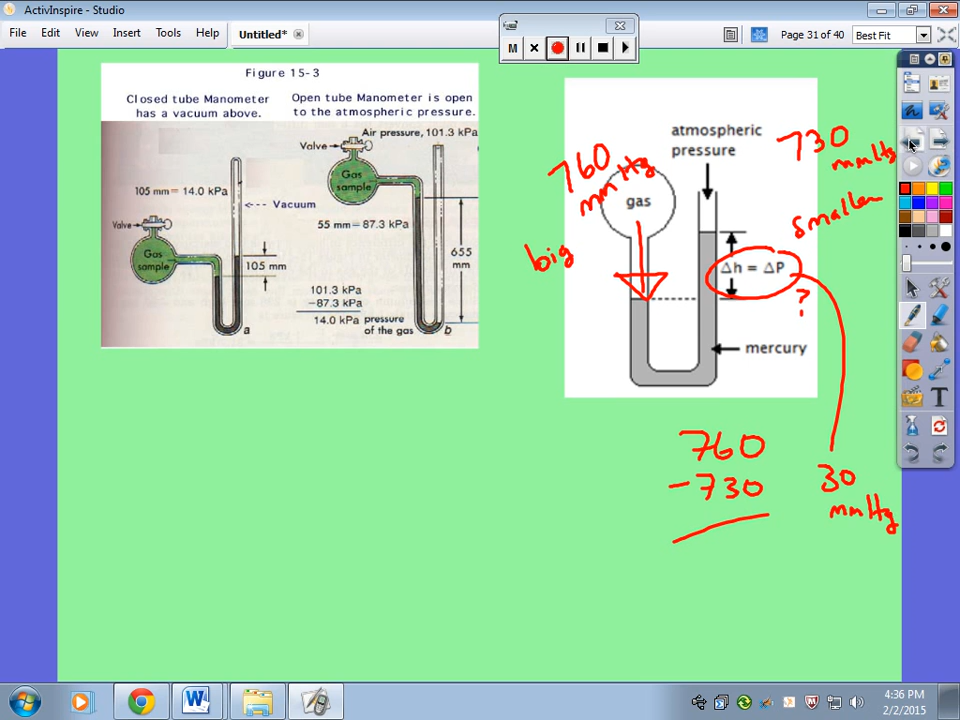 ActivInspire - Studio
File Edit View Insert Tools Help Untitled*
Page 31 of 40 Best Fit
M
Figure 15-3
Closed tube Manometer
has a vacuum above.
Open tube Manometer is open
to the atmospheric pressure.
Air pressure, 101.3 kPa
Valve
Gas
sample
105 mm = 14.0 kPa
Vacuum
55 mm = 87.3 kPa
Valve
Gas
sample
105 mm
655
mm
101.3 kPa
-87.3 kPa
14.0 kPa pressure
of the gas
a
b
atmospheric
pressure
gas
Δh = ΔP
mercury
760
mmHg
730
mmHg
big
smaller
?
760
-730
30
mmHg
T
4:36 PM
2/2/2015